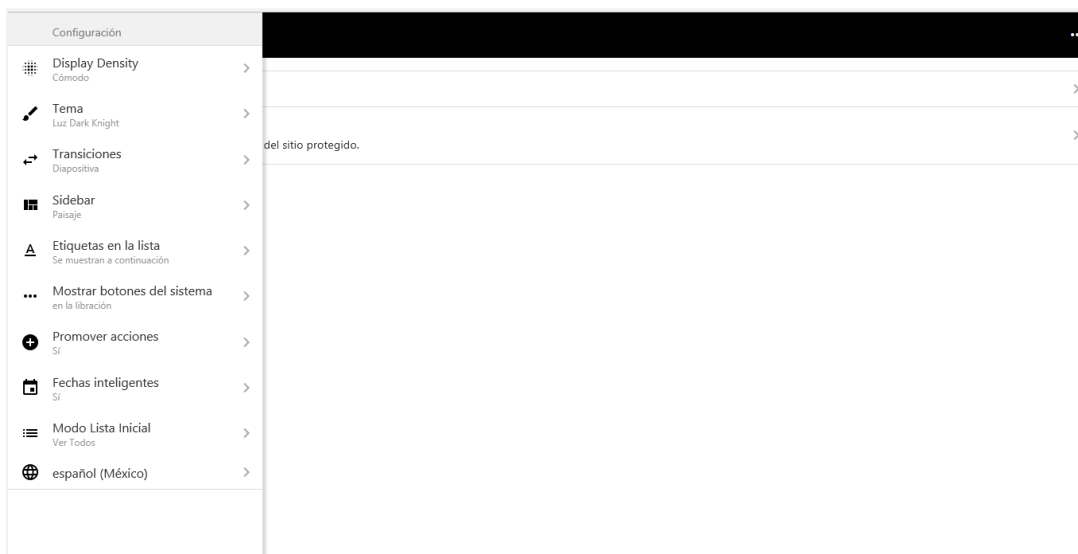 Configuración
Display Density
Cómodo
Tema
Luz Dark Knight
Transiciones
Diapositiva
Sidebar
Paisaje
Etiquetas en la lista
Se muestran a continuación
Mostrar botones del sistema
en la libración
Promover acciones
Sí
Fechas inteligentes
Sí
Modo Lista Inicial
Ver Todos
español (México)
del sitio protegido.